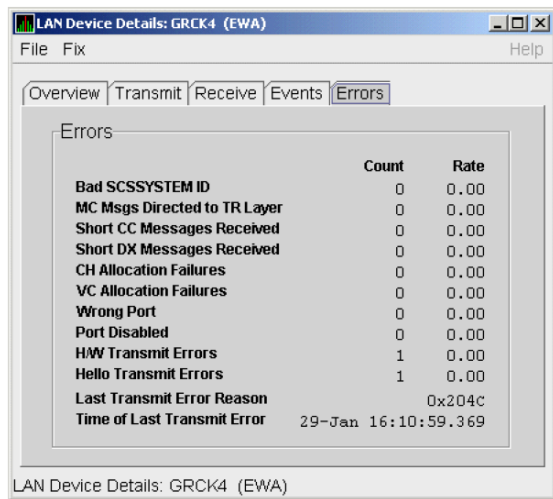 LAN Device Details: GRCK4 (EWA)
File Fix Help
Overview Transmit Receive Events Errors
Errors
Count Rate
Bad SCSSYSTEM ID 0 0.00
MC Msgs Directed to TR Layer 0 0.00
Short CC Messages Received 0 0.00
Short DX Messages Received 0 0.00
CH Allocation Failures 0 0.00
VC Allocation Failures 0 0.00
Wrong Port 0 0.00
Port Disabled 0 0.00
H/W Transmit Errors 1 0.00
Hello Transmit Errors 1 0.00
Last Transmit Error Reason 0x204C
Time of Last Transmit Error 29-Jan 16:10:59.369
LAN Device Details: GRCK4 (EWA)